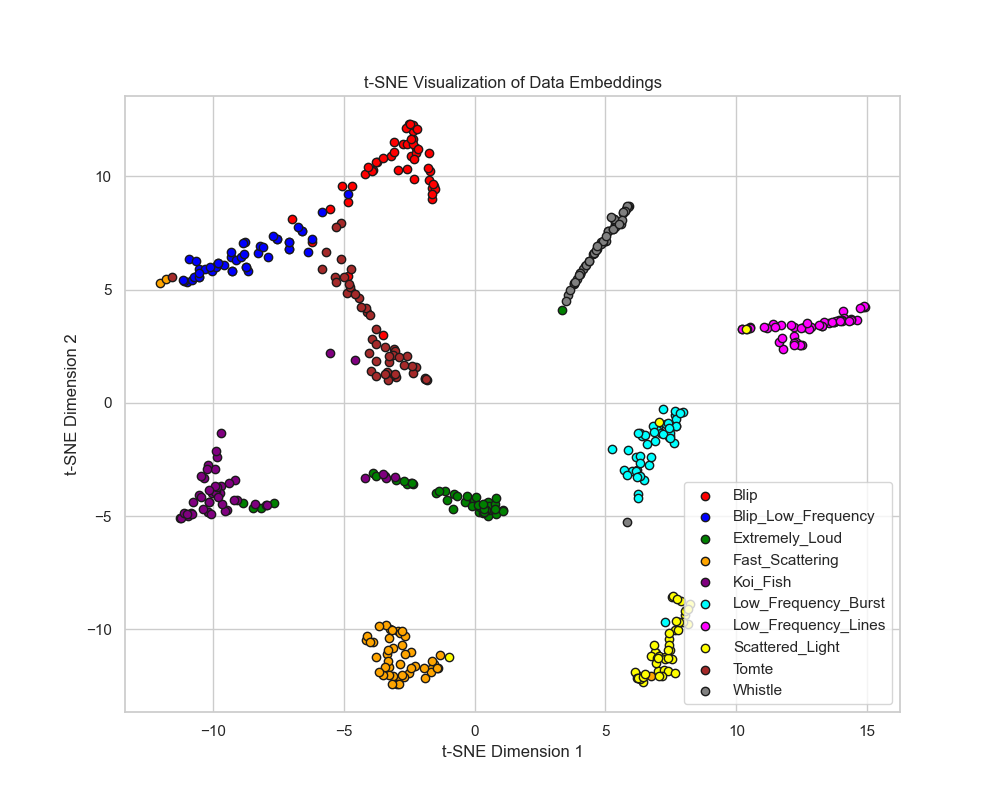 t-SNE Visualization of Data Embeddings
10
5
0
−5
−10
t-SNE Dimension 2
−10
−5
0
5
10
15
t-SNE Dimension 1
Blip
Blip_Low_Frequency
Extremely_Loud
Fast_Scattering
Koi_Fish
Low_Frequency_Burst
Low_Frequency_Lines
Scattered_Light
Tomte
Whistle